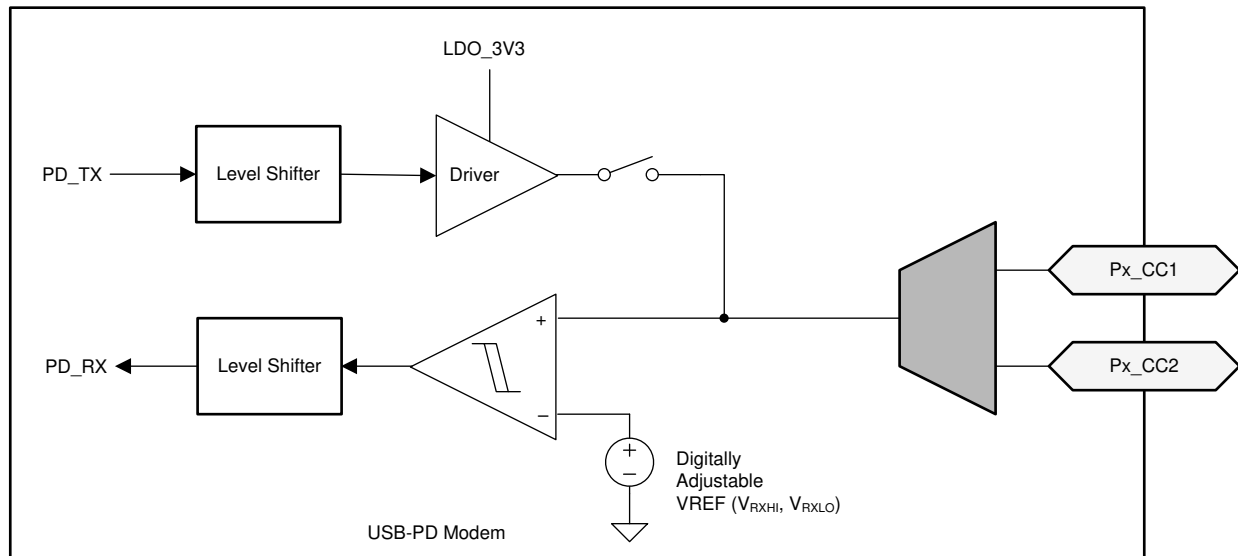 LDO_3V3
PD_TX
Level Shifter
Driver
Px_CC1
+
PD_RX
Level Shifter
Px_CC2
−
+
−
Digitally
Adjustable
VREF (VRXHI, VRXLO)
USB-PD Modem